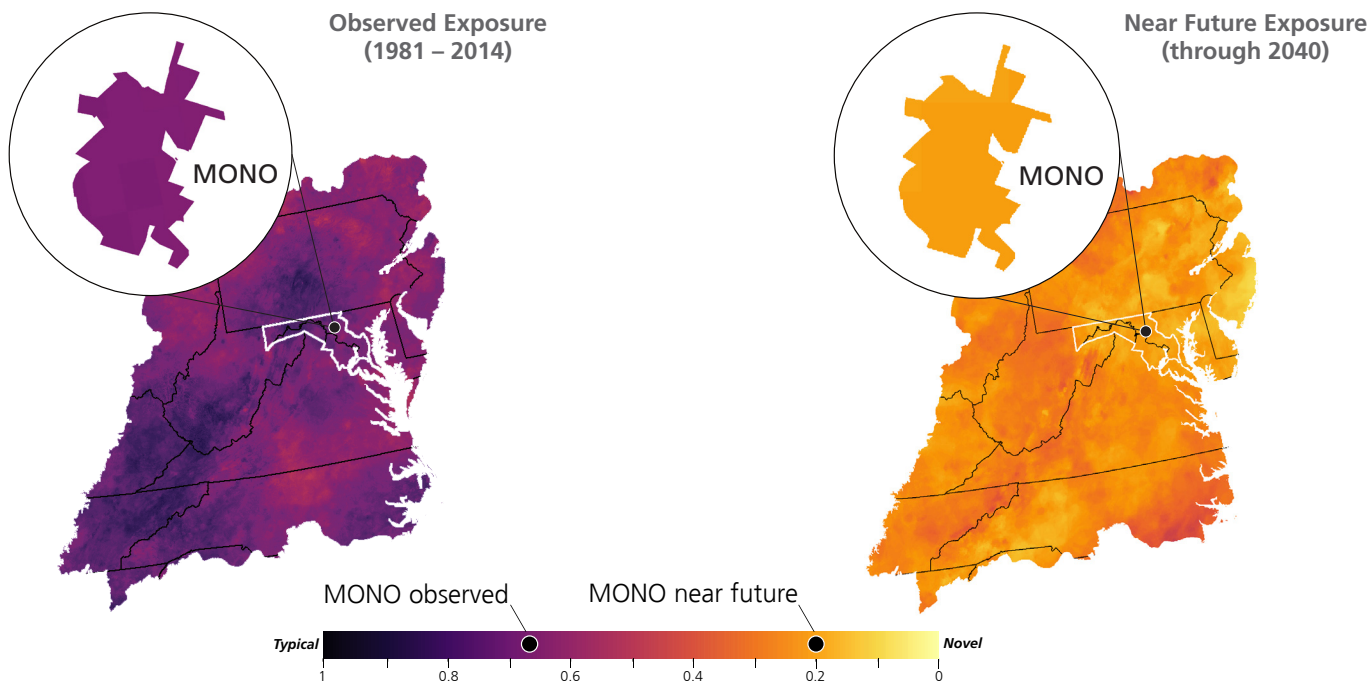 Observed Exposure
(1981 – 2014)
Near Future Exposure
(through 2040)
MONO
MONO
MONO observed
MONO near future
Typical
Novel
1
0.8
0.6
0.4
0.2
0